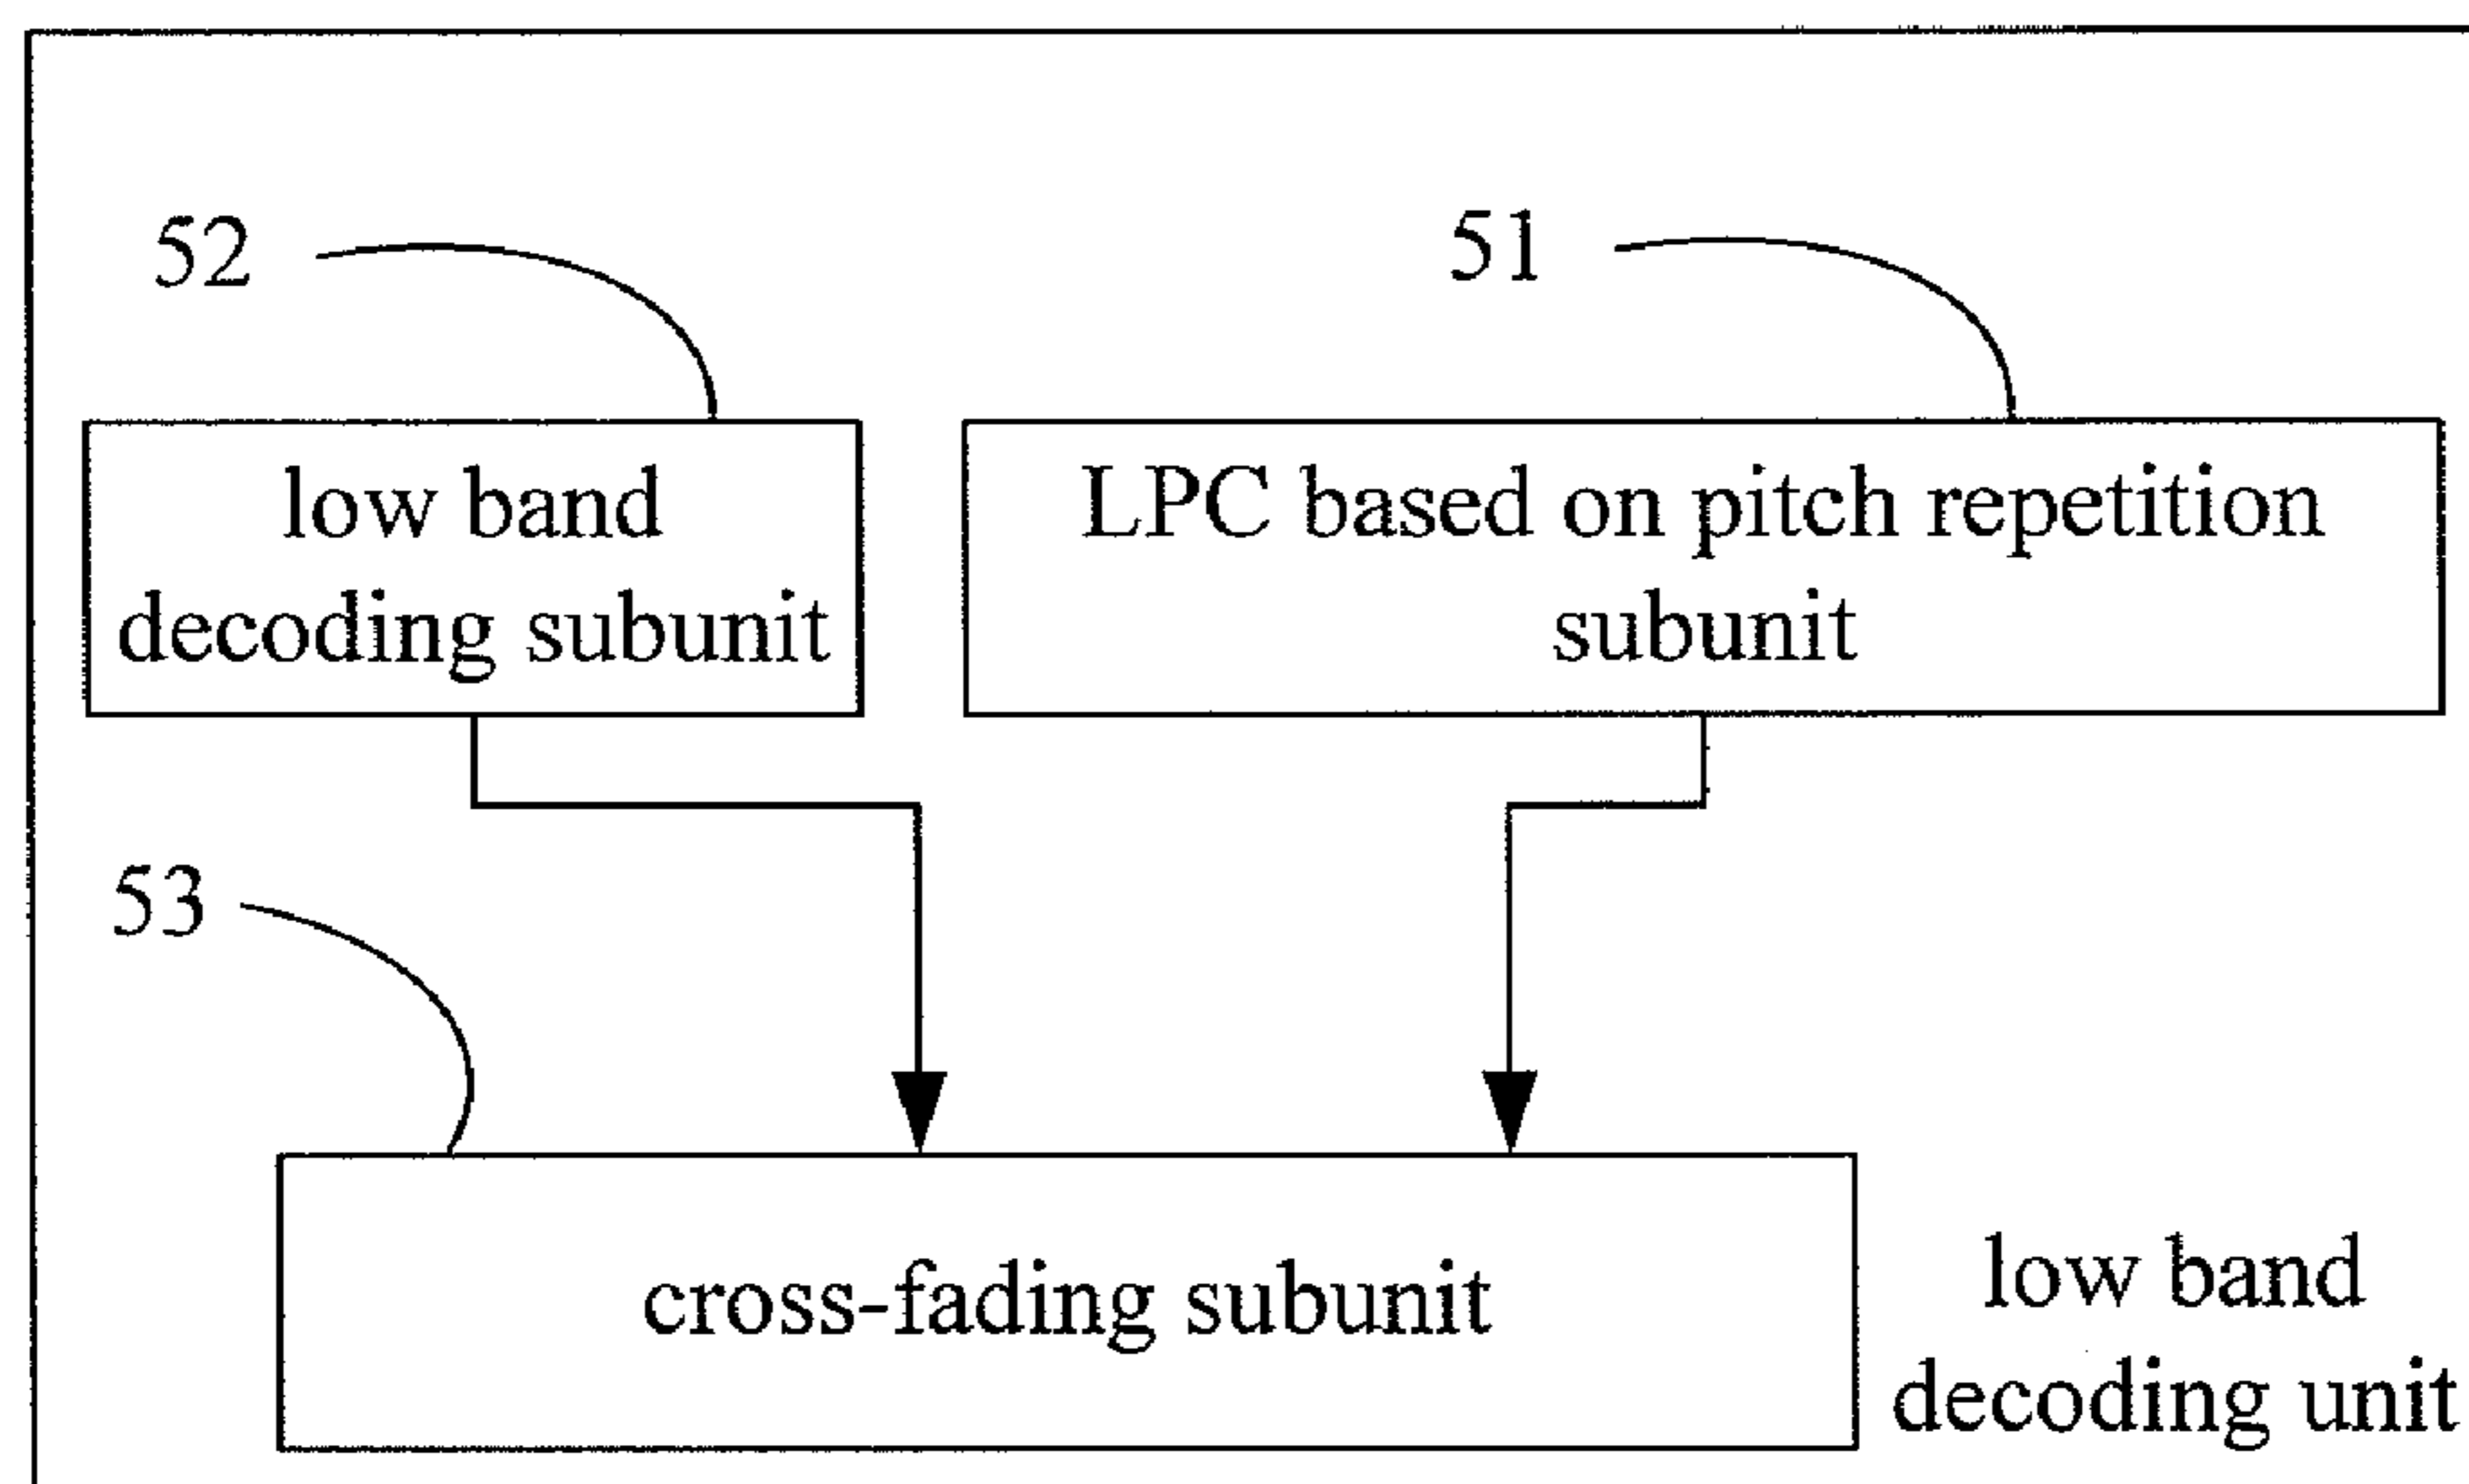 52
51
low band
decoding subunit
LPC based on pitch repetition
subunit
53
cross-fading subunit
low band
decoding unit